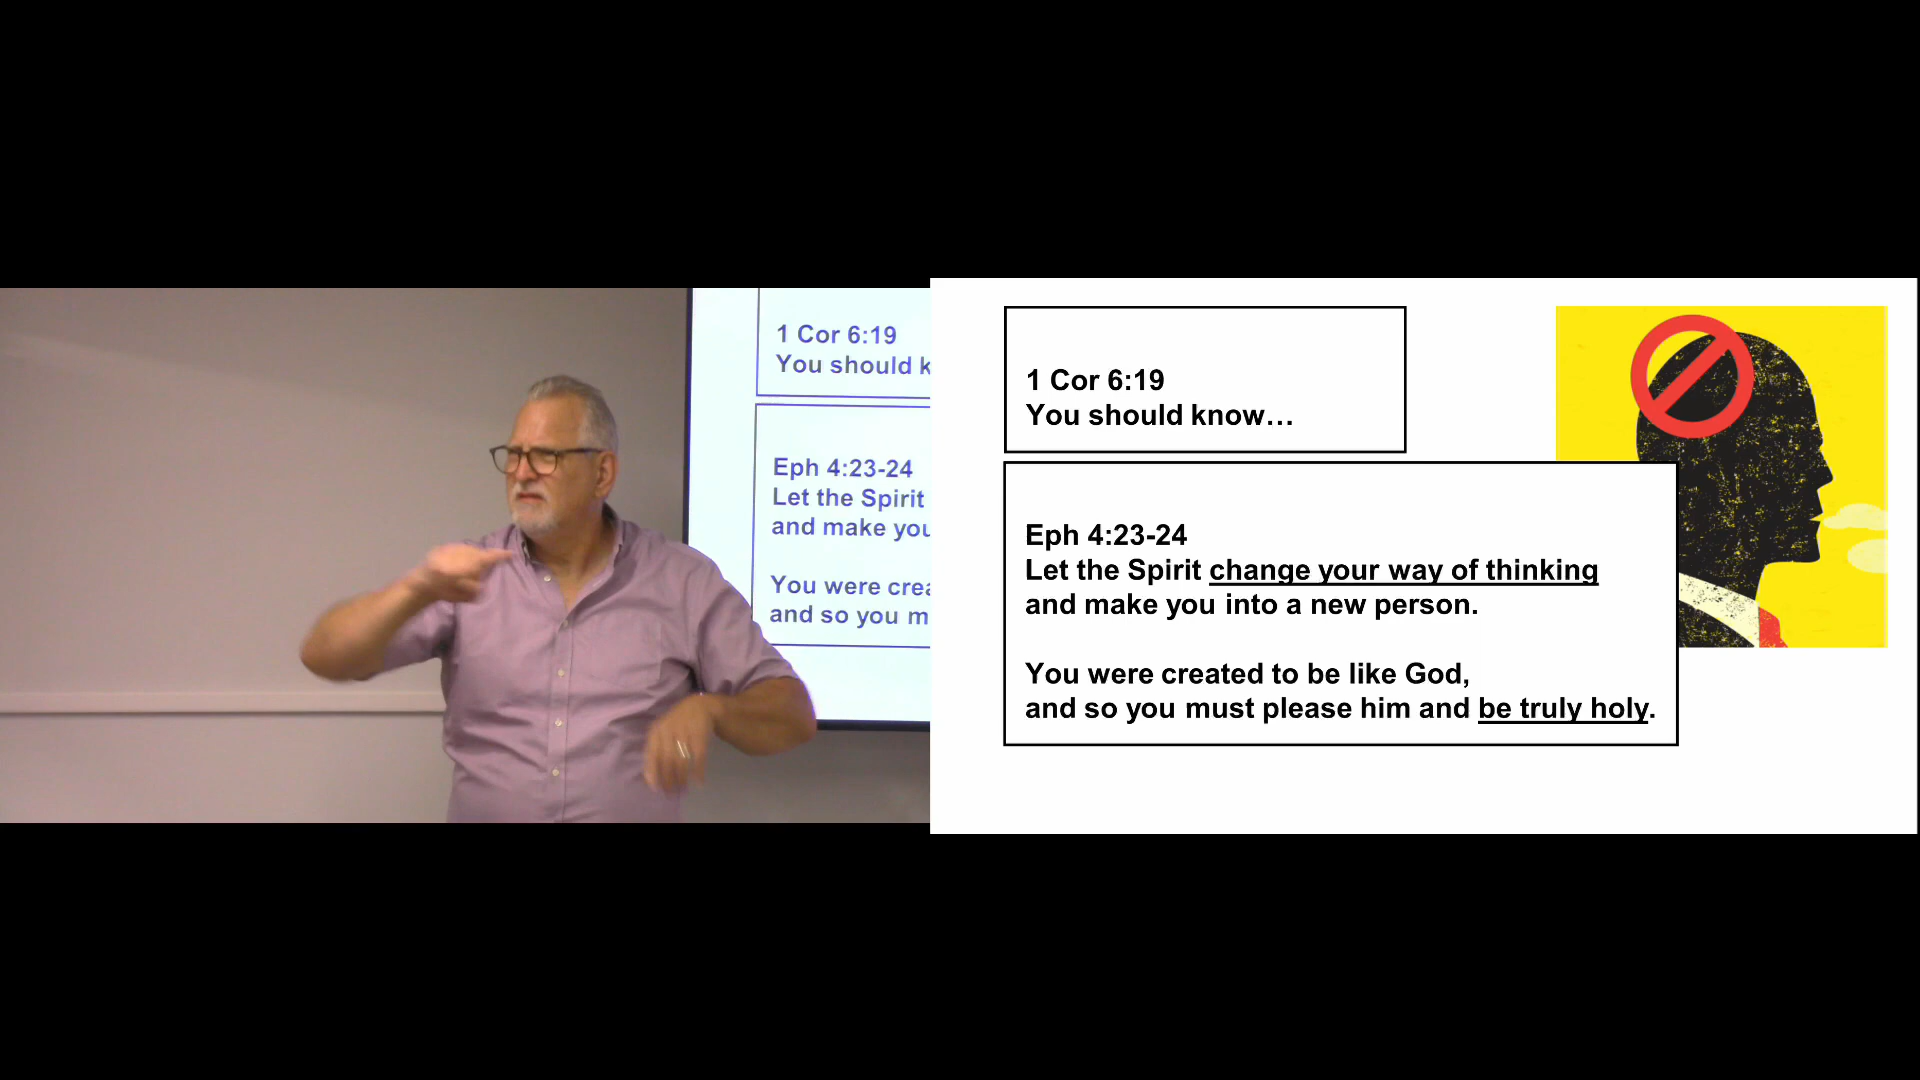 1 Cor 6:19
You should k
Eph 4:23-24
Let the Spirit
and make you
You were crea
and so you m
1 Cor 6:19
You should know…
Eph 4:23-24
Let the Spirit change your way of thinking
and make you into a new person.
You were created to be like God,
and so you must please him and be truly holy.